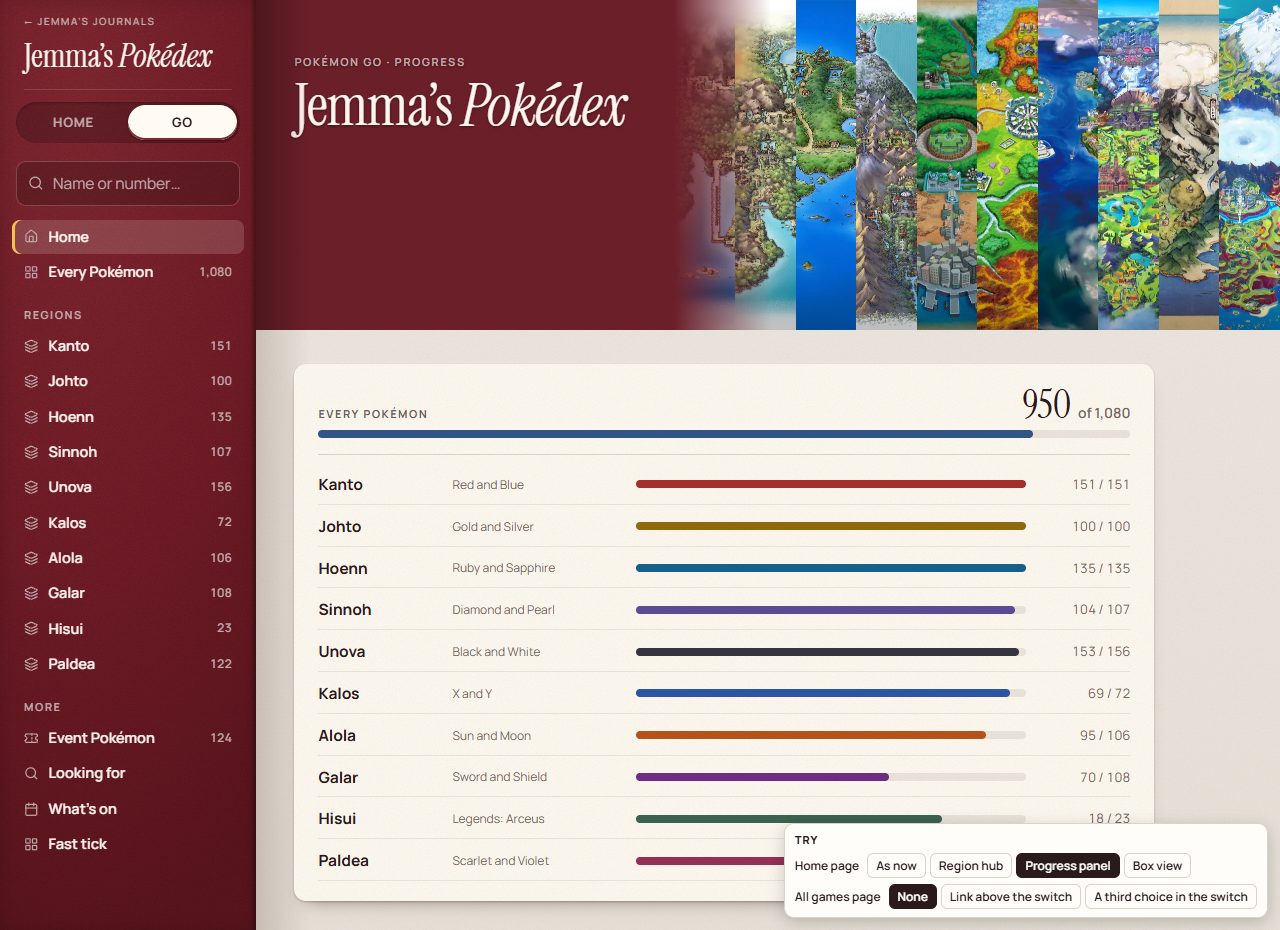 ← JEMMA'S JOURNALS
Jemma's Pokédex
HOME GO
Name or number...
Home
Every Pokémon 1,080
REGIONS
Kanto 151
Johto 100
Hoenn 135
Sinnoh 107
Unova 156
Kalos 72
Alola 106
Galar 108
Hisui 23
Paldea 122
MORE
Event Pokémon 124
Looking for
What's on
Fast tick
POKÉMON GO · PROGRESS
Jemma's Pokédex
EVERY POKÉMON 950 of 1,080
Kanto Red and Blue 151 / 151
Johto Gold and Silver 100 / 100
Hoenn Ruby and Sapphire 135 / 135
Sinnoh Diamond and Pearl 104 / 107
Unova Black and White 153 / 156
Kalos X and Y 69 / 72
Alola Sun and Moon 95 / 106
Galar Sword and Shield 70 / 108
Hisui Legends: Arceus 18 / 23
Paldea Scarlet and Violet
TRY
Home page As now Region hub Progress panel Box view
All games page None Link above the switch A third choice in the switch